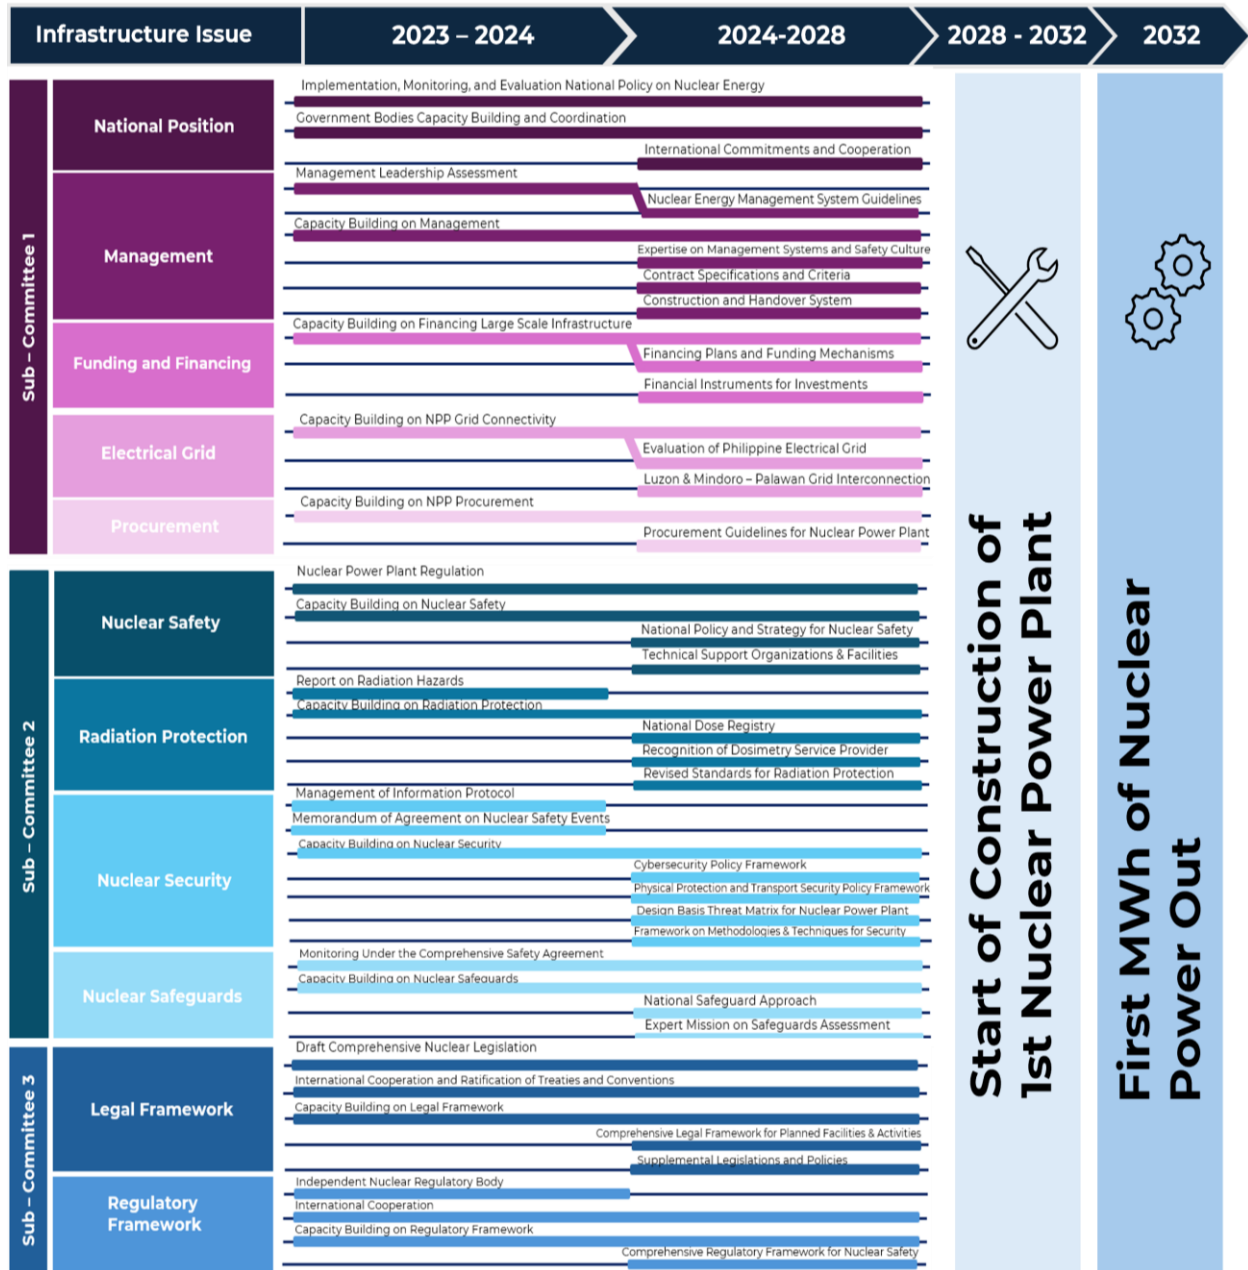 Infrastructure Issue
2023 – 2024
2024-2028
2028 - 2032
2032
Sub – Committee 1
National Position
Implementation, Monitoring, and Evaluation National Policy on Nuclear Energy
Government Bodies Capacity Building and Coordination
International Commitments and Cooperation
Management
Management Leadership Assessment
Nuclear Energy Management System Guidelines
Capacity Building on Management
Expertise on Management Systems and Safety Culture
Contract Specifications and Criteria
Construction and Handover System
Funding and Financing
Capacity Building on Financing Large Scale Infrastructure
Financing Plans and Funding Mechanisms
Financial Instruments for Investments
Electrical Grid
Capacity Building on NPP Grid Connectivity
Evaluation of Philippine Electrical Grid
Luzon & Mindoro – Palawan Grid Interconnection
Procurement
Capacity Building on NPP Procurement
Procurement Guidelines for Nuclear Power Plant
Sub – Committee 2
Nuclear Safety
Nuclear Power Plant Regulation
Capacity Building on Nuclear Safety
National Policy and Strategy for Nuclear Safety
Technical Support Organizations & Facilities
Radiation Protection
Report on Radiation Hazards
Capacity Building on Radiation Protection
National Dose Registry
Recognition of Dosimetry Service Provider
Revised Standards for Radiation Protection
Nuclear Security
Management of Information Protocol
Memorandum of Agreement on Nuclear Safety Events
Capacity Building on Nuclear Security
Cybersecurity Policy Framework
Physical Protection and Transport Security Policy Framework
Design Basis Threat Matrix for Nuclear Power Plant
Framework on Methodologies & Techniques for Security
Nuclear Safeguards
Monitoring Under the Comprehensive Safety Agreement
Capacity Building on Nuclear Safeguards
National Safeguard Approach
Expert Mission on Safeguards Assessment
Sub – Committee 3
Legal Framework
Draft Comprehensive Nuclear Legislation
International Cooperation and Ratification of Treaties and Conventions
Capacity Building on Legal Framework
Comprehensive Legal Framework for Planned Facilities & Activities
Supplemental Legislations and Policies
Regulatory
Framework
Independent Nuclear Regulatory Body
International Cooperation
Capacity Building on Regulatory Framework
Comprehensive Regulatory Framework for Nuclear Safety
Start of Construction of
1st Nuclear Power Plant
First MWh of Nuclear
Power Out